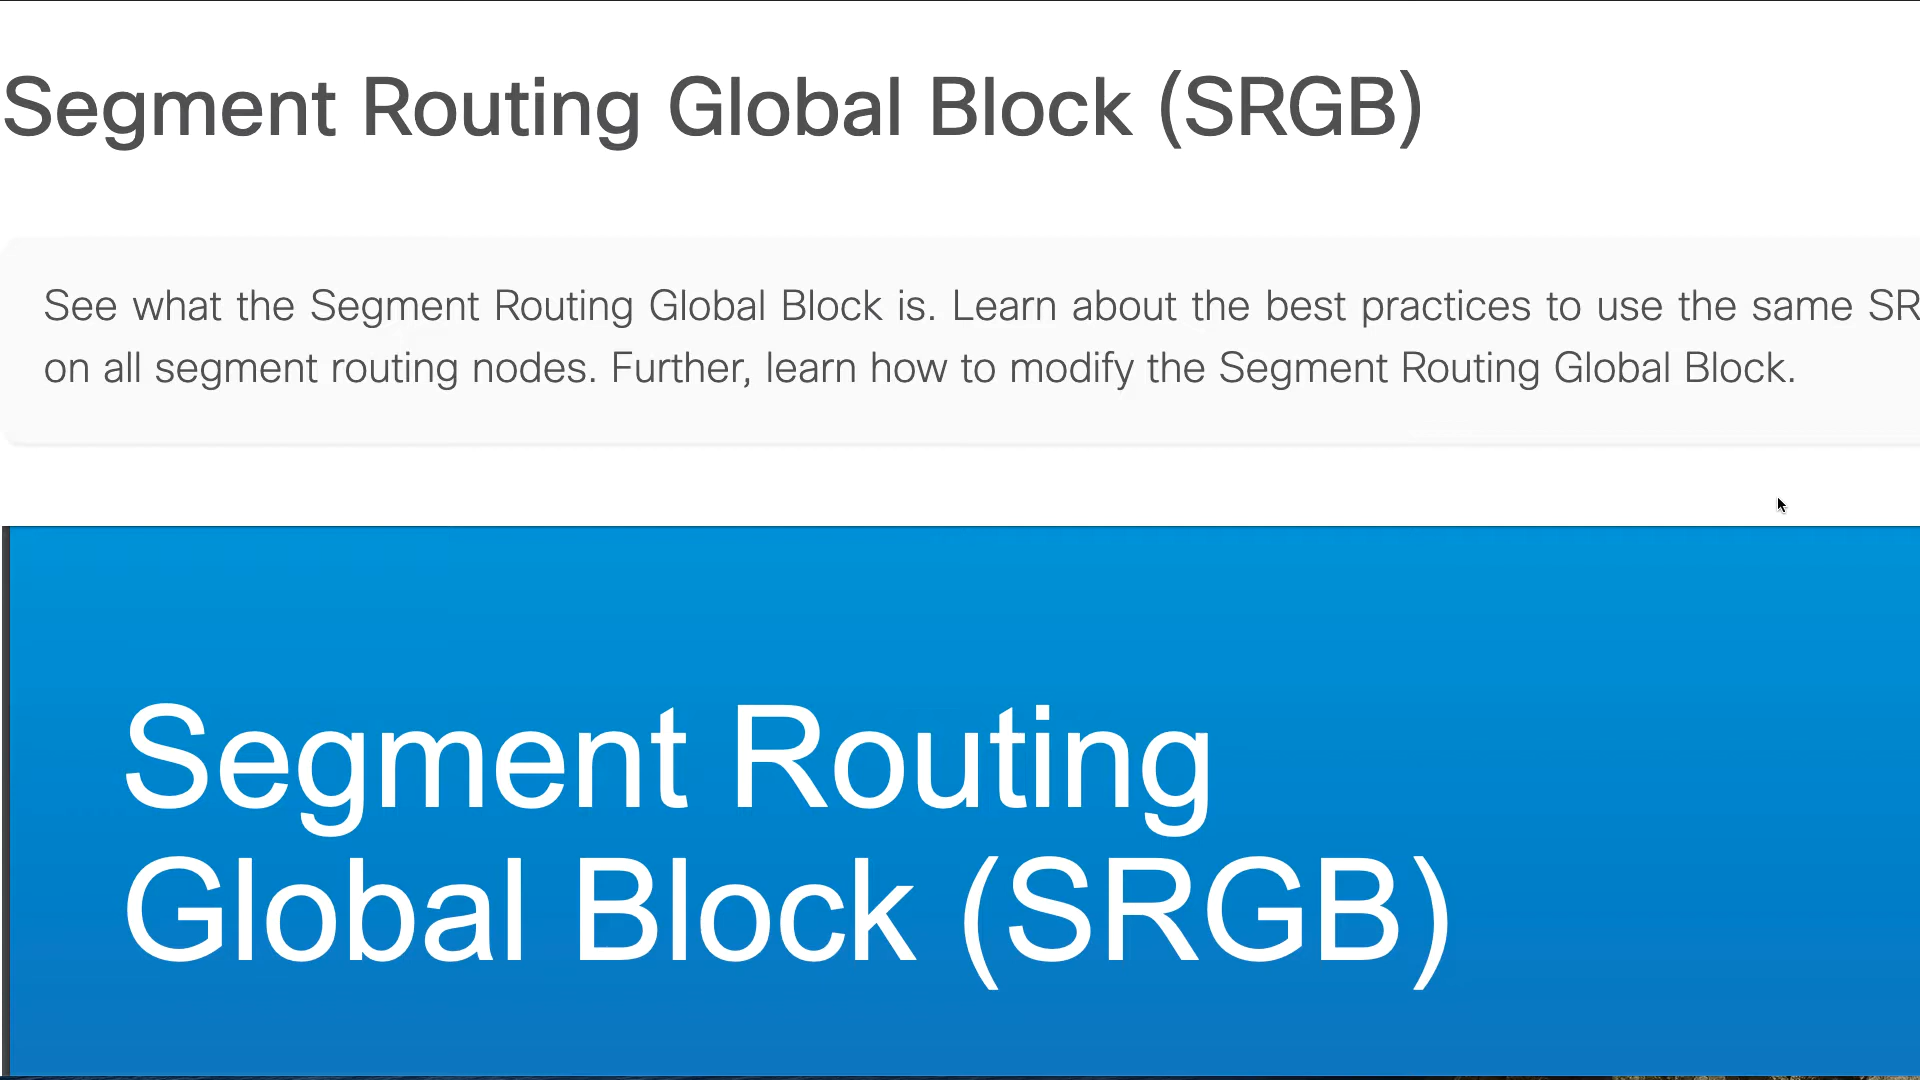 Segment Routing Global Block (SRGB)
See what the Segment Routing Global Block is. Learn about the best practices to use the same SR
on all segment routing nodes. Further, learn how to modify the Segment Routing Global Block.
Segment Routing
Global Block (SRGB)